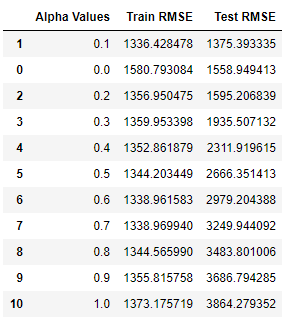 Alpha Values Train RMSE Test RMSE
1 0.1 1336.428478 1375.393335
0 0.0 1580.793084 1558.949413
2 0.2 1356.950475 1595.206839
3 0.3 1359.953398 1935.507132
4 0.4 1352.861879 2311.919615
5 0.5 1344.203449 2666.351413
6 0.6 1338.961583 2979.204388
7 0.7 1338.969940 3249.944092
8 0.8 1344.565990 3483.801006
9 0.9 1355.815758 3686.794285
10 1.0 1373.175719 3864.279352